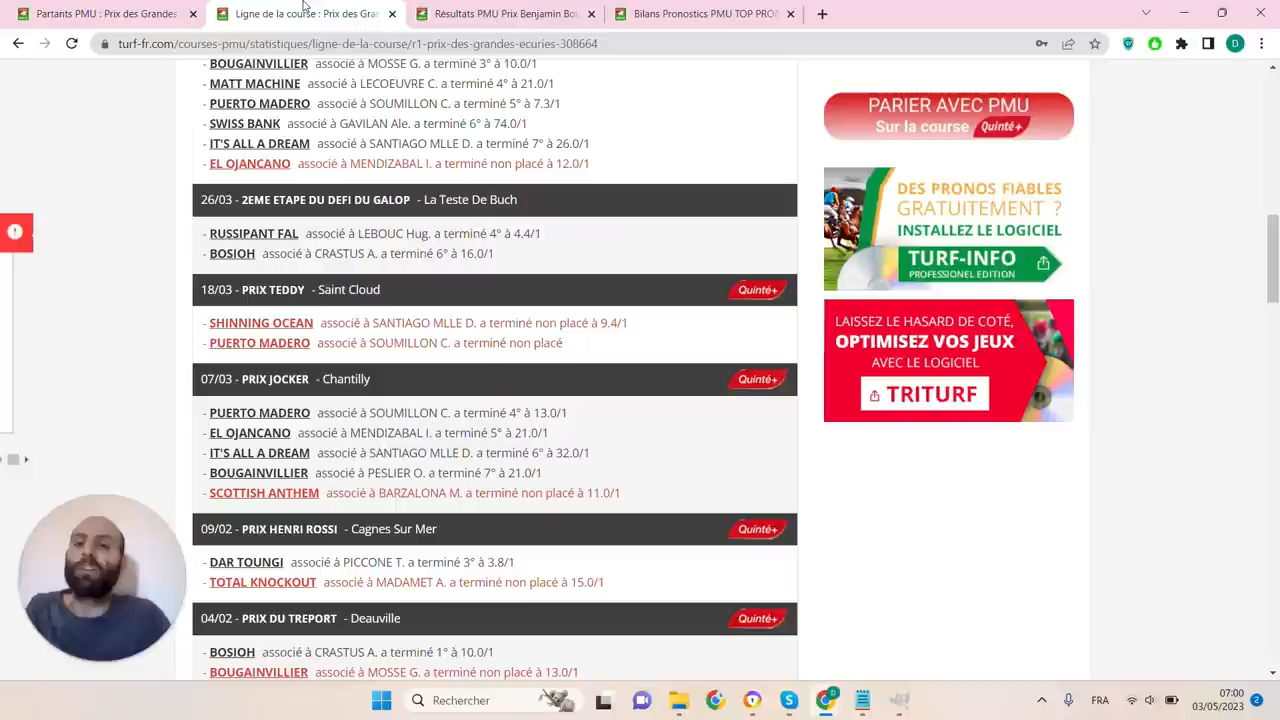 Partants PMU : Prix des Grandes
Ligne de la course : Prix des Gran
Résultats PMU Prix Benjamin Bou
Bilans Pronostics PMU TOP PRO
turf-fr.com/courses-pmu/statistiques/ligne-de-la-course/r1-prix-des-grandes-ecuries-308664
D
- BOUGAINVILLIER associé à MOSSE G. a terminé 3° à 10.0/1
- MATT MACHINE associé à LECOEUVRE C. a terminé 4° à 21.0/1
- PUERTO MADERO associé à SOUMILLON C. a terminé 5° à 7.3/1
- SWISS BANK associé à GAVILAN Ale. a terminé 6° à 74.0/1
- IT'S ALL A DREAM associé à SANTIAGO MLLE D. a terminé 7° à 26.0/1
- EL OJANCANO associé à MENDIZABAL I. a terminé non placé à 12.0/1
26/03 - 2EME ETAPE DU DEFI DU GALOP - La Teste De Buch
- RUSSIPANT FAL associé à LEBOUC Hug. a terminé 4° à 4.4/1
- BOSIOH associé à CRASTUS A. a terminé 6° à 16.0/1
18/03 - PRIX TEDDY - Saint Cloud Quinté+
- SHINNING OCEAN associé à SANTIAGO MLLE D. a terminé non placé à 9.4/1
- PUERTO MADERO associé à SOUMILLON C. a terminé non placé
07/03 - PRIX JOCKER - Chantilly Quinté+
- PUERTO MADERO associé à SOUMILLON C. a terminé 4° à 13.0/1
- EL OJANCANO associé à MENDIZABAL I. a terminé 5° à 21.0/1
- IT'S ALL A DREAM associé à SANTIAGO MLLE D. a terminé 6° à 32.0/1
- BOUGAINVILLIER associé à PESLIER O. a terminé 7° à 21.0/1
- SCOTTISH ANTHEM associé à BARZALONA M. a terminé non placé à 11.0/1
09/02 - PRIX HENRI ROSSI - Cagnes Sur Mer Quinté+
- DAR TOUNGI associé à PICCONE T. a terminé 3° à 3.8/1
- TOTAL KNOCKOUT associé à MADAMET A. a terminé non placé à 15.0/1
04/02 - PRIX DU TREPORT - Deauville Quinté+
- BOSIOH associé à CRASTUS A. a terminé 1° à 10.0/1
- BOUGAINVILLIER associé à MOSSE G. a terminé non placé à 13.0/1
PARIER AVEC PMU
Sur la course Quinté+
DES PRONOS FIABLES
GRATUITEMENT ?
INSTALLEZ LE LOGICIEL
TURF-INFO
PROFESSIONEL EDITION
LAISSEZ LE HASARD DE COTÉ,
OPTIMISEZ VOS JEUX
AVEC LE LOGICIEL
TRITURF
Rechercher
FRA
07:00
03/05/2023
2